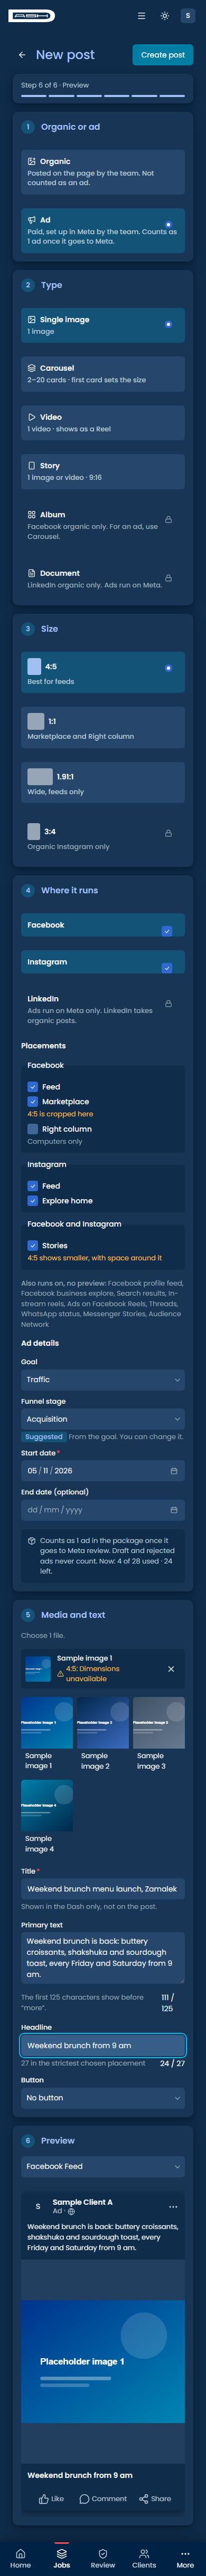 DASH
S
New post
Create post
Step 6 of 6 · Preview
1 Organic or ad
Organic
Posted on the page by the team. Not
counted as an ad.
Ad
Paid, set up in Meta by the team. Counts as
1 ad once it goes to Meta.
2 Type
Single image
1 image
Carousel
2–20 cards · first card sets the size
Video
1 video · shows as a Reel
Story
1 image or video · 9:16
Album
Facebook organic only. For an ad, use
Carousel.
Document
LinkedIn organic only. Ads run on Meta.
3 Size
4:5
Best for feeds
1:1
Marketplace and Right column
1.91:1
Wide, feeds only
3:4
Organic Instagram only
4 Where it runs
Facebook
Instagram
LinkedIn
Ads run on Meta only. LinkedIn takes
organic posts.
Placements
Facebook
Feed
Marketplace
4:5 is cropped here
Right column
Computers only
Instagram
Feed
Explore home
Facebook and Instagram
Stories
4:5 shows smaller, with space around it
Also runs on, no preview: Facebook profile feed,
Facebook business explore, Search results, In-
stream reels, Ads on Facebook Reels, Threads,
WhatsApp status, Messenger Stories, Audience
Network
Ad details
Goal
Traffic
Funnel stage
Acquisition
Suggested From the goal. You can change it.
Start date *
05 / 11 / 2026
End date (optional)
dd / mm / yyyy
Counts as 1 ad in the package once it
goes to Meta review. Draft and rejected
ads never count. Now: 4 of 28 used · 24
left.
5 Media and text
Choose 1 file.
Sample image 1
4:5: Dimensions
unavailable
Placeholder image 1
Placeholder image 2
Placeholder image 3
Sample
image 1
Sample
image 2
Sample
image 3
Placeholder image 4
Sample
image 4
Title *
Weekend brunch menu launch, Zamalek
Shown in the Dash only, not on the post.
Primary text
Weekend brunch is back: buttery
croissants, shakshuka and sourdough
toast, every Friday and Saturday from 9
am.
The first 125 characters show before
"more".
111 /
125
Headline
Weekend brunch from 9 am
27 in the strictest chosen placement
24 / 27
Button
No button
6 Preview
Facebook Feed
S
Sample Client A
Ad ·
Weekend brunch is back: buttery croissants,
shakshuka and sourdough toast, every
Friday and Saturday from 9 am.
Placeholder image 1
Weekend brunch from 9 am
Like
Comment
Share
Home
Jobs
Review
Clients
More